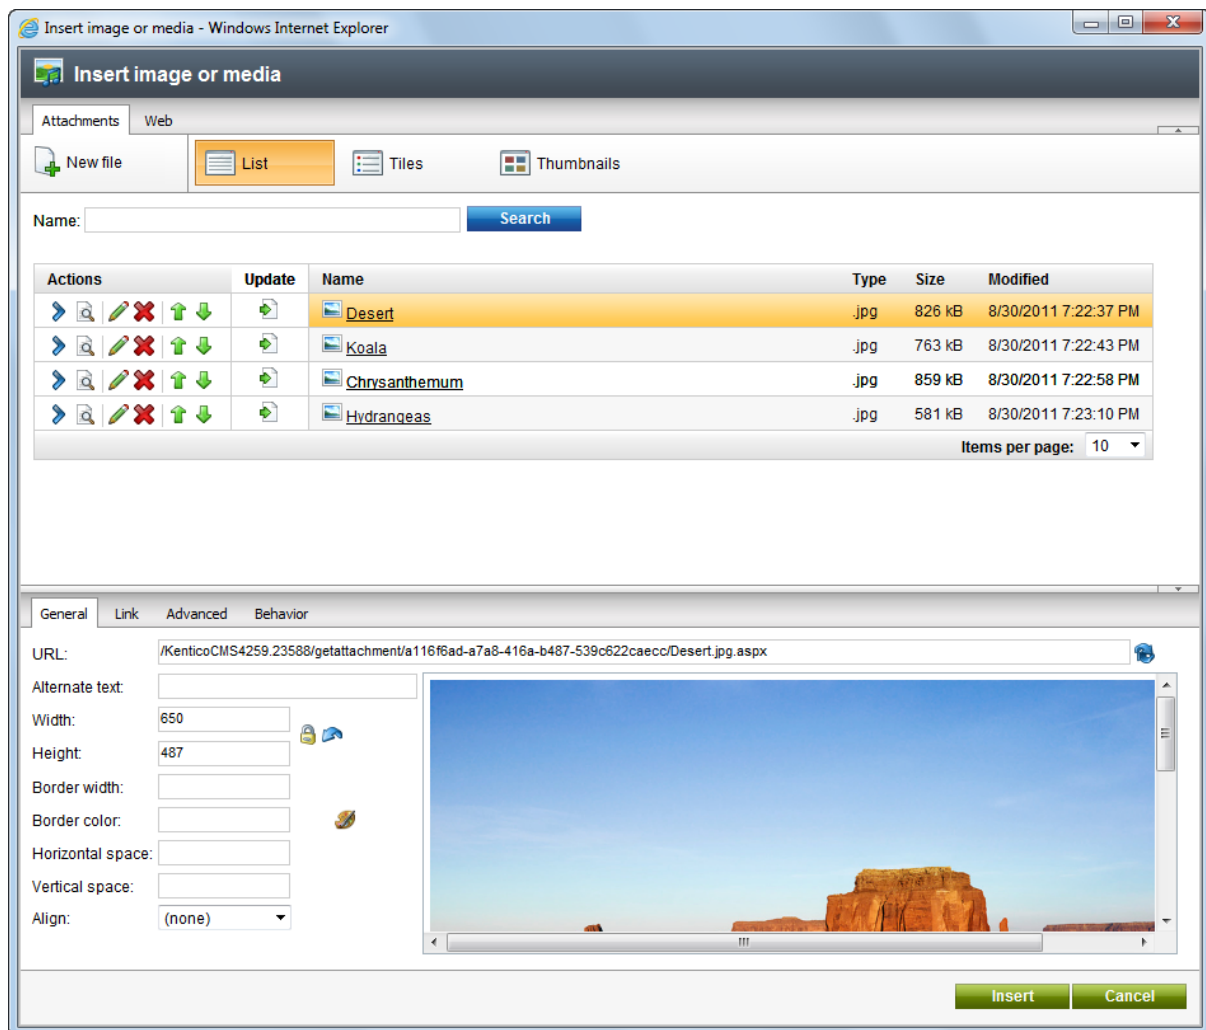 Insert image or media - Windows Internet Explorer
Insert image or media
Attachments Web
New file List Tiles Thumbnails
Name: Search
Actions Update Name Type Size Modified
Desert .jpg 826 kB 8/30/2011 7:22:37 PM
Koala .jpg 763 kB 8/30/2011 7:22:43 PM
Chrysanthemum .jpg 859 kB 8/30/2011 7:22:58 PM
Hydrangeas .jpg 581 kB 8/30/2011 7:23:10 PM
Items per page: 10
General Link Advanced Behavior
URL: /KenticoCMS4259.23588/getattachment/a116f6ad-a7a8-416a-b487-539c622caecc/Desert.jpg.aspx
Alternate text:
Width: 650
Height: 487
Border width:
Border color:
Horizontal space:
Vertical space:
Align: (none)
Insert Cancel